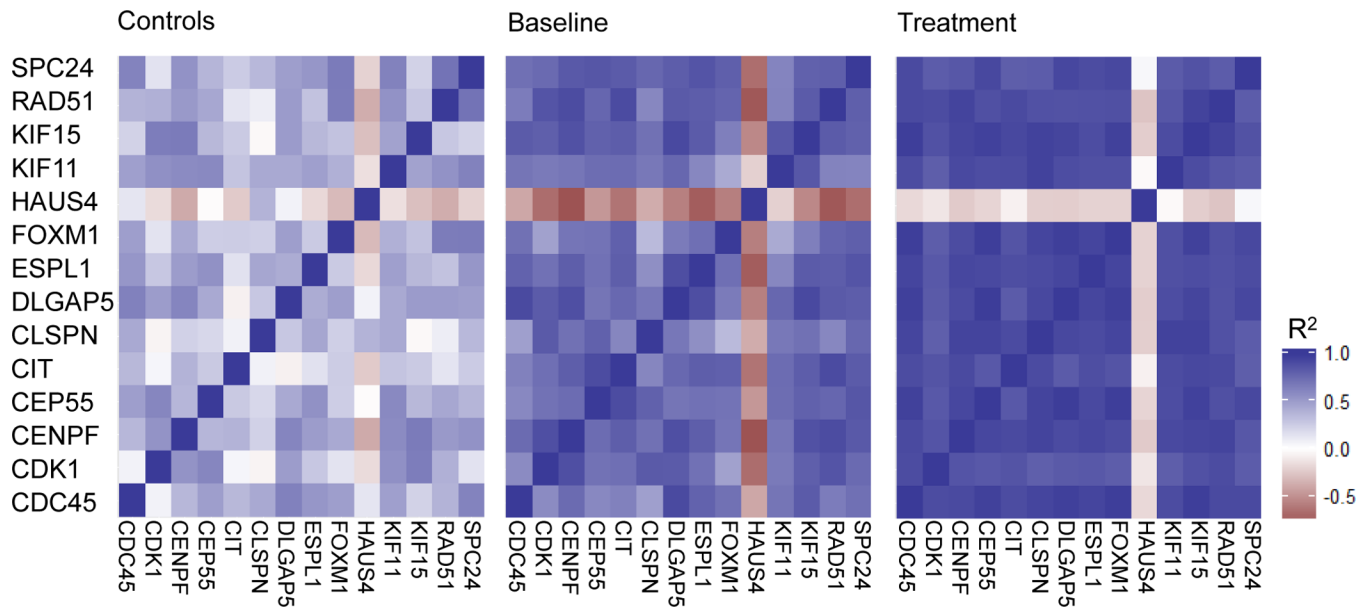 Controls
Baseline
Treatment
SPC24
RAD51
KIF15
KIF11
HAUS4
FOXM1
ESPL1
DLGAP5
CLSPN
CIT
CEP55
CENPF
CDK1
CDC45
CDC45
CDK1
CENPF
CEP55
CIT
CLSPN
DLGAP5
ESPL1
FOXM1
HAUS4
KIF11
KIF15
RAD51
SPC24
CDC45
CDK1
CENPF
CEP55
CIT
CLSPN
DLGAP5
ESPL1
FOXM1
HAUS4
KIF11
KIF15
RAD51
SPC24
CDC45
CDK1
CENPF
CEP55
CIT
CLSPN
DLGAP5
ESPL1
FOXM1
HAUS4
KIF11
KIF15
RAD51
SPC24
R²
1.0
0.5
0.0
-0.5